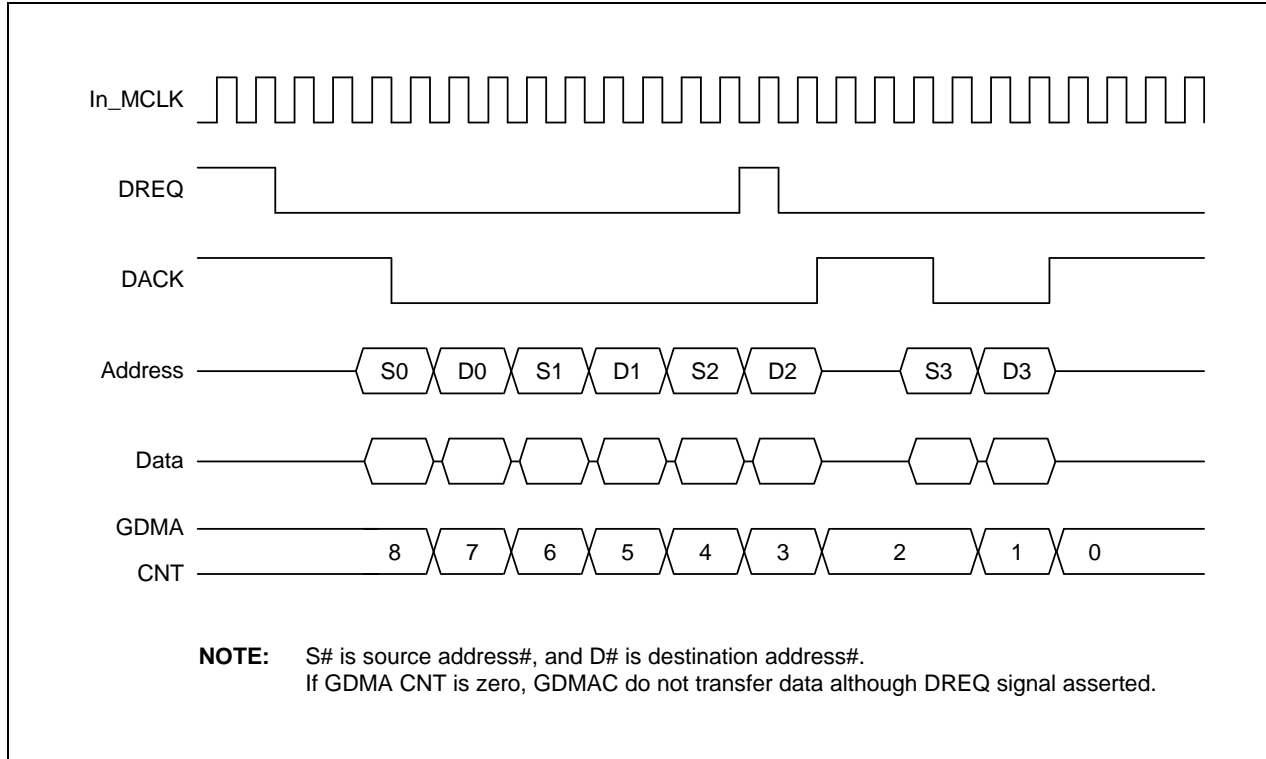 In_MCLK
DREQ
DACK
Address S0 D0 S1 D1 S2 D2 S3 D3
Data
GDMA
CNT 8 7 6 5 4 3 2 1 0
NOTE: S# is source address#, and D# is destination address#.
If GDMA CNT is zero, GDMAC do not transfer data although DREQ signal asserted.